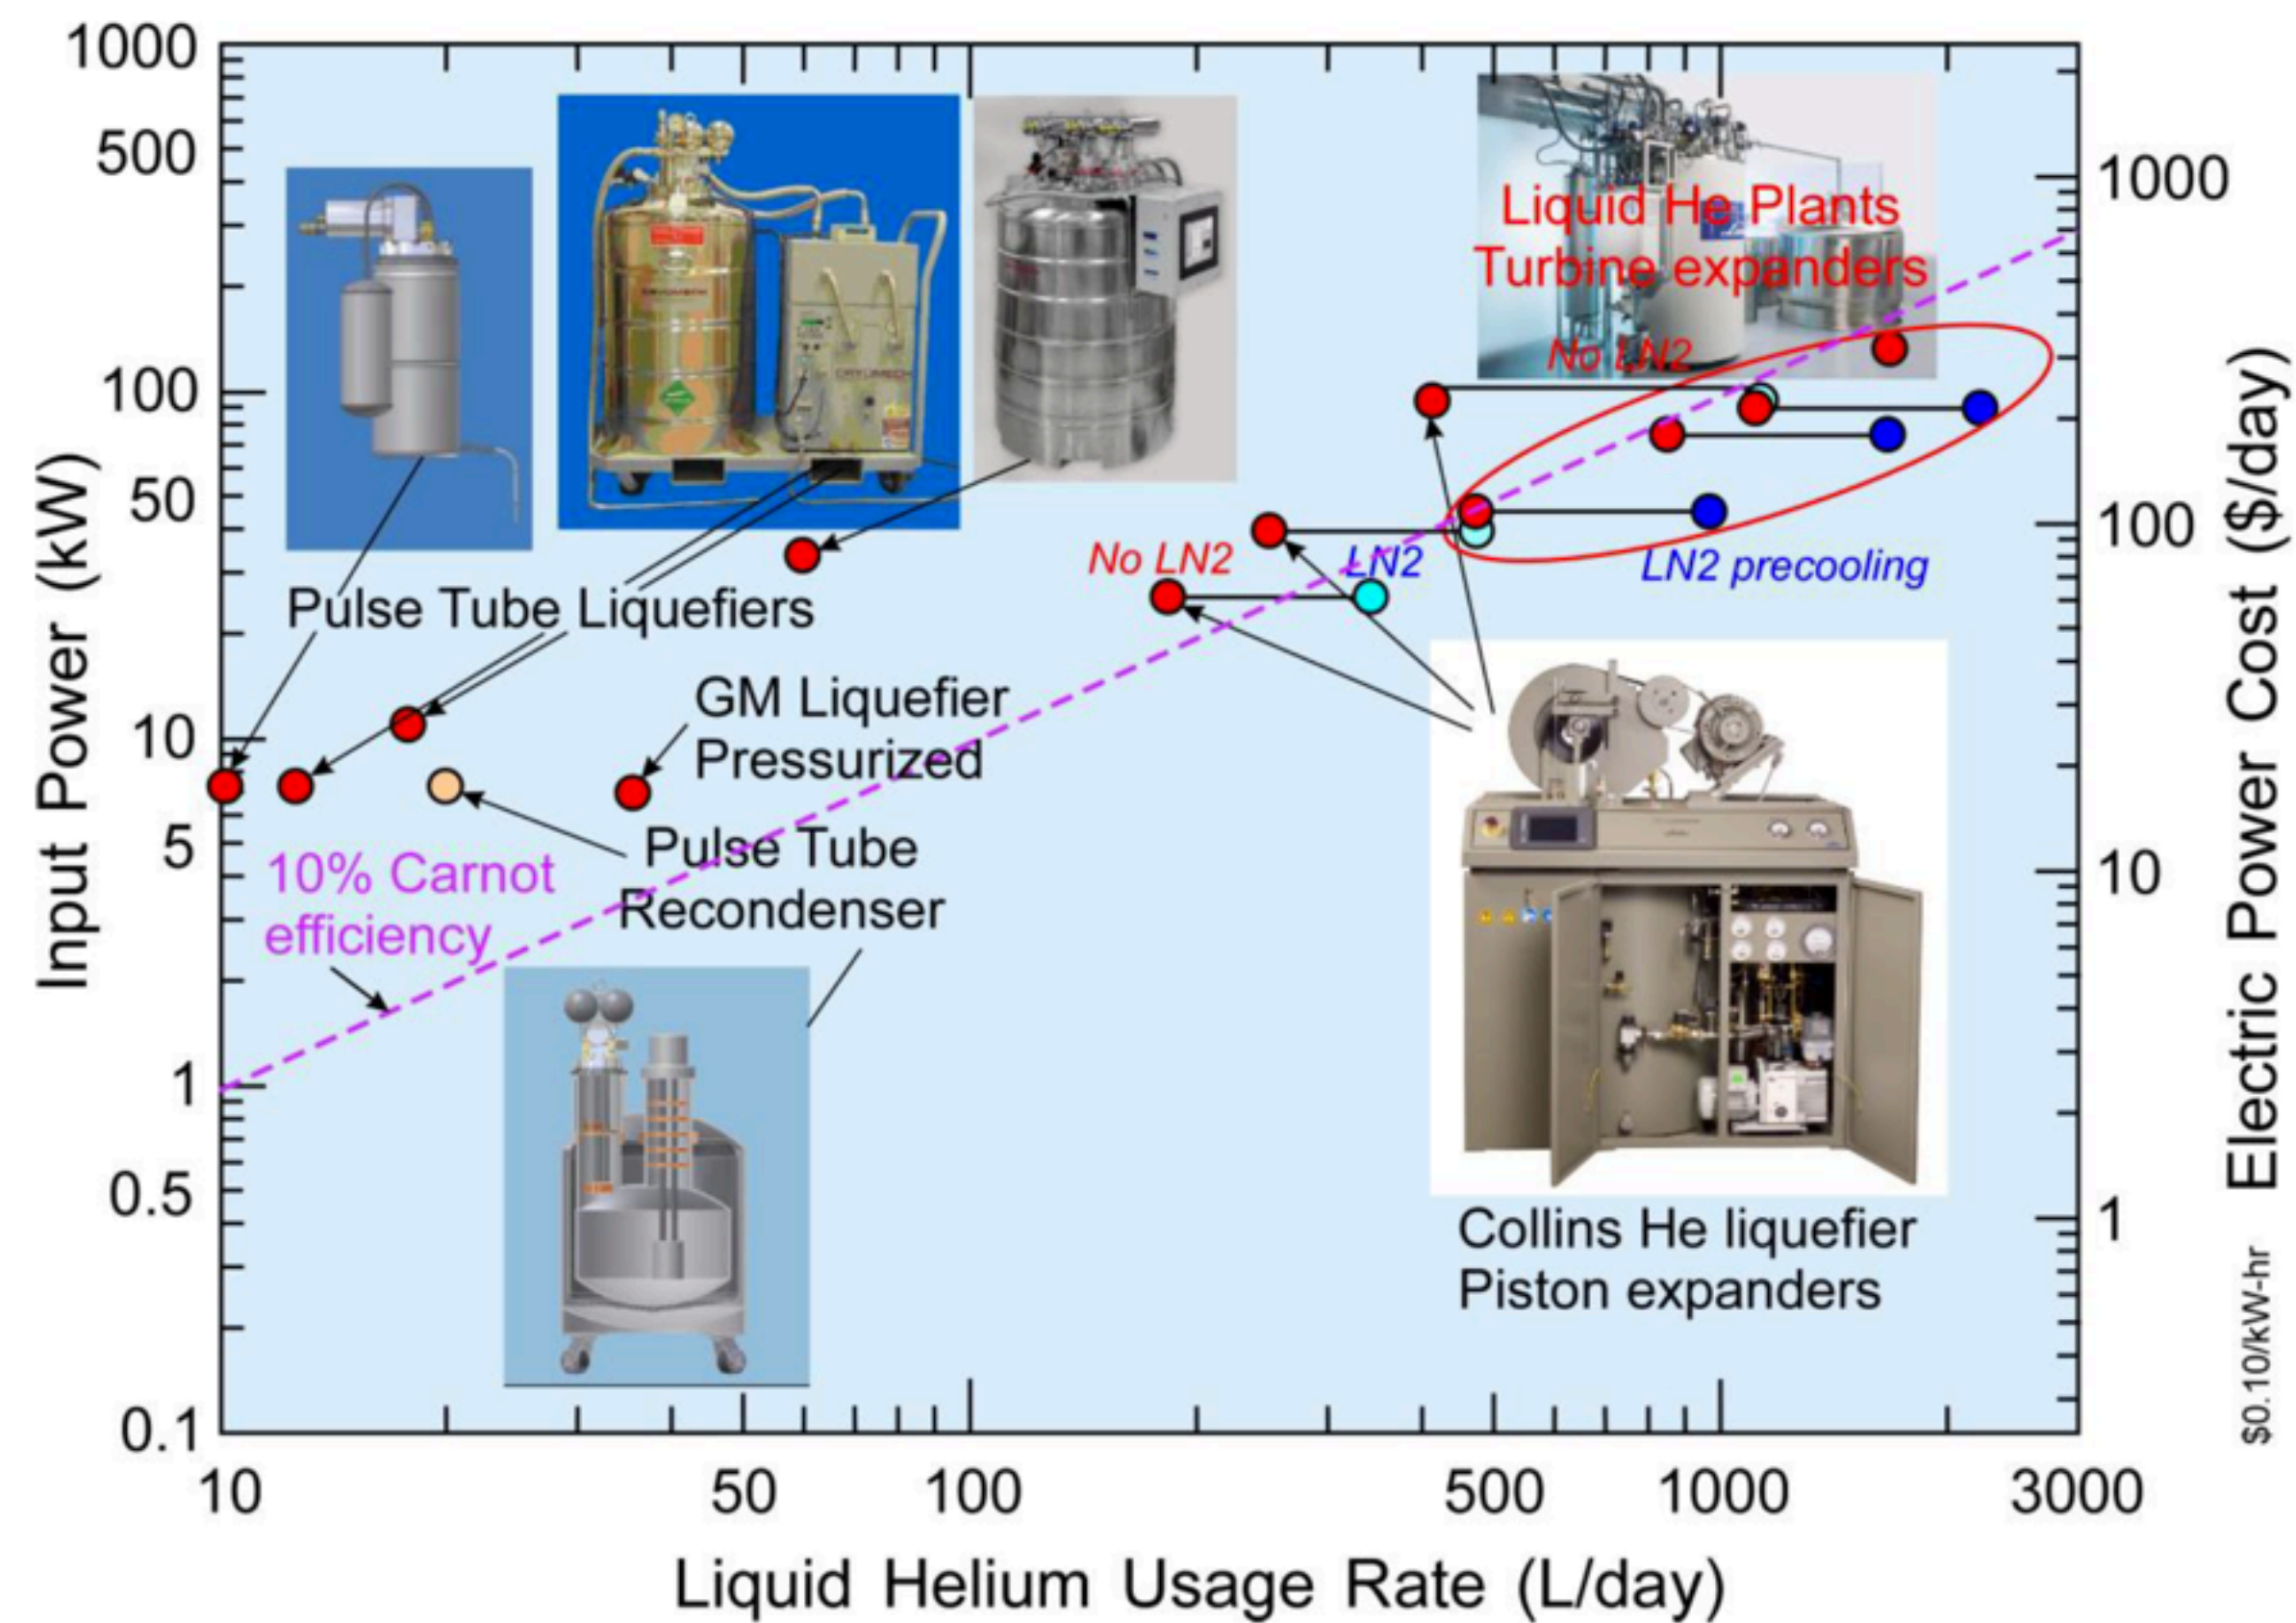 1000
500
100
50
10
5
1
0.5
0.1
Input Power (kW)
10
50
100
500
1000
3000
Liquid Helium Usage Rate (L/day)
1000
100
10
1
Electric Power Cost ($/day)
$0.10/kW-hr
Liquid He Plants
Turbine expanders
No LN2
No LN2
LN2
LN2 precooling
Pulse Tube Liquefiers
GM Liquefier
Pressurized
Pulse Tube
Recondenser
10% Carnot
efficiency
Collins He liquefier
Piston expanders
CRYOMECH
CRYOMECH